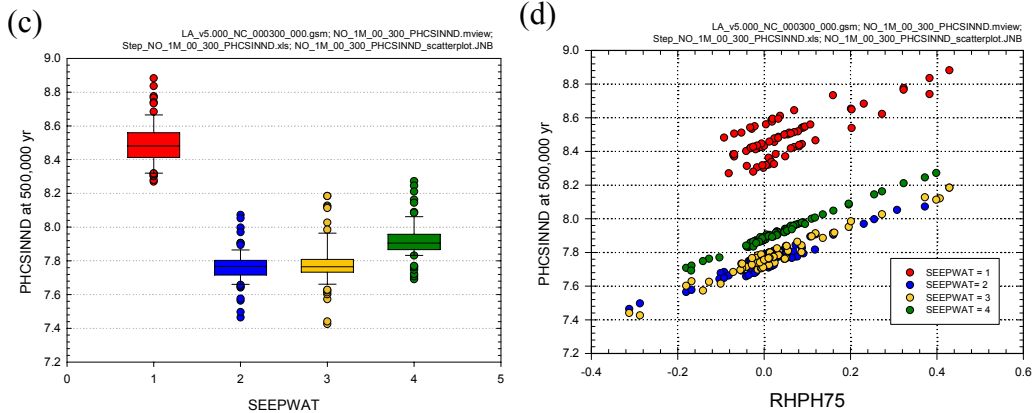 (c)
LA_v5.000_NC_000300_000.gsm; NO_1M_00_300_PHCSINND.mview;
Step_NO_1M_00_300_PHCSINND.xls; NO_1M_00_300_PHCSINND_scatterplot.JNB
PHCSINND at 500,000 yr
9.0
8.8
8.6
8.4
8.2
8.0
7.8
7.6
7.4
7.2
0 1 2 3 4 5
SEEPWAT
(d)
LA_v5.000_NC_000300_000.gsm; NO_1M_00_300_PHCSINND.mview;
Step_NO_1M_00_300_PHCSINND.xls; NO_1M_00_300_PHCSINND_scatterplot.JNB
PHCSINND at 500,000 yr
9.0
8.8
8.6
8.4
8.2
8.0
7.8
7.6
7.4
7.2
SEEPWAT = 1
SEEPWAT= 2
SEEPWAT = 3
SEEPWAT = 4
-0.4 -0.2 0.0 0.2 0.4 0.6
RHPH75